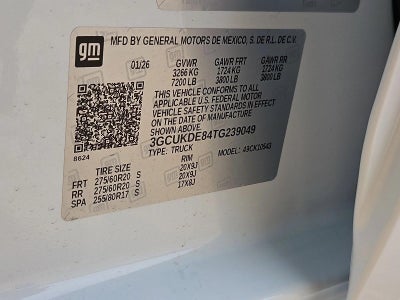 gm
MFD BY GENERAL MOTORS DE MEXICO, S. DE R.L. DE C.V.
01/26 GVWR GAWR FRT GAWR RR
3266 KG 1724 KG 1724 KG
7200 LB 3800 LB 3800 LB
THIS VEHICLE CONFORMS TO ALL
APPLICABLE U.S. FEDERAL MOTOR
VEHICLE SAFETY STANDARDS IN EFFECT
ON THE DATE OF MANUFACTURE
SHOWN ABOVE.
3GCUKDE84TG239049
TYPE: TRUCK MODEL: 49CK10543
8624
TIRE SIZE RIM
FRT 275/60R20 S 20X9J
RR 275/60R20 S 20X9J
SPA 255/80R17 S 17X8J